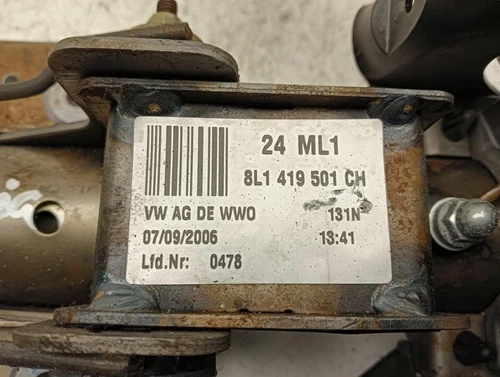 24 ML1
8L1 419 501 CH
VW AG DE WWO 131N
07/09/2006 13:41
Lfd.Nr: 0478